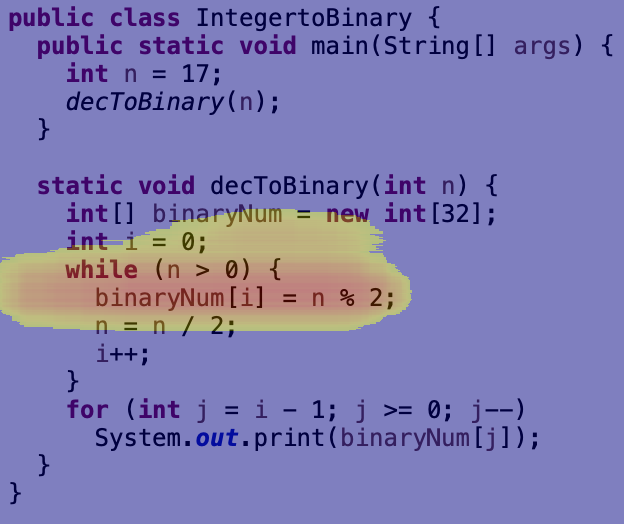 public class IntegertoBinary {
  public static void main(String[] args) {
    int n = 17;
    decToBinary(n);
  }

  static void decToBinary(int n) {
    int[] binaryNum = new int[32];
    int i = 0;
    while (n > 0) {
      binaryNum[i] = n % 2;
      n = n / 2;
      i++;
    }
    for (int j = i - 1; j >= 0; j--)
      System.out.print(binaryNum[j]);
  }
}